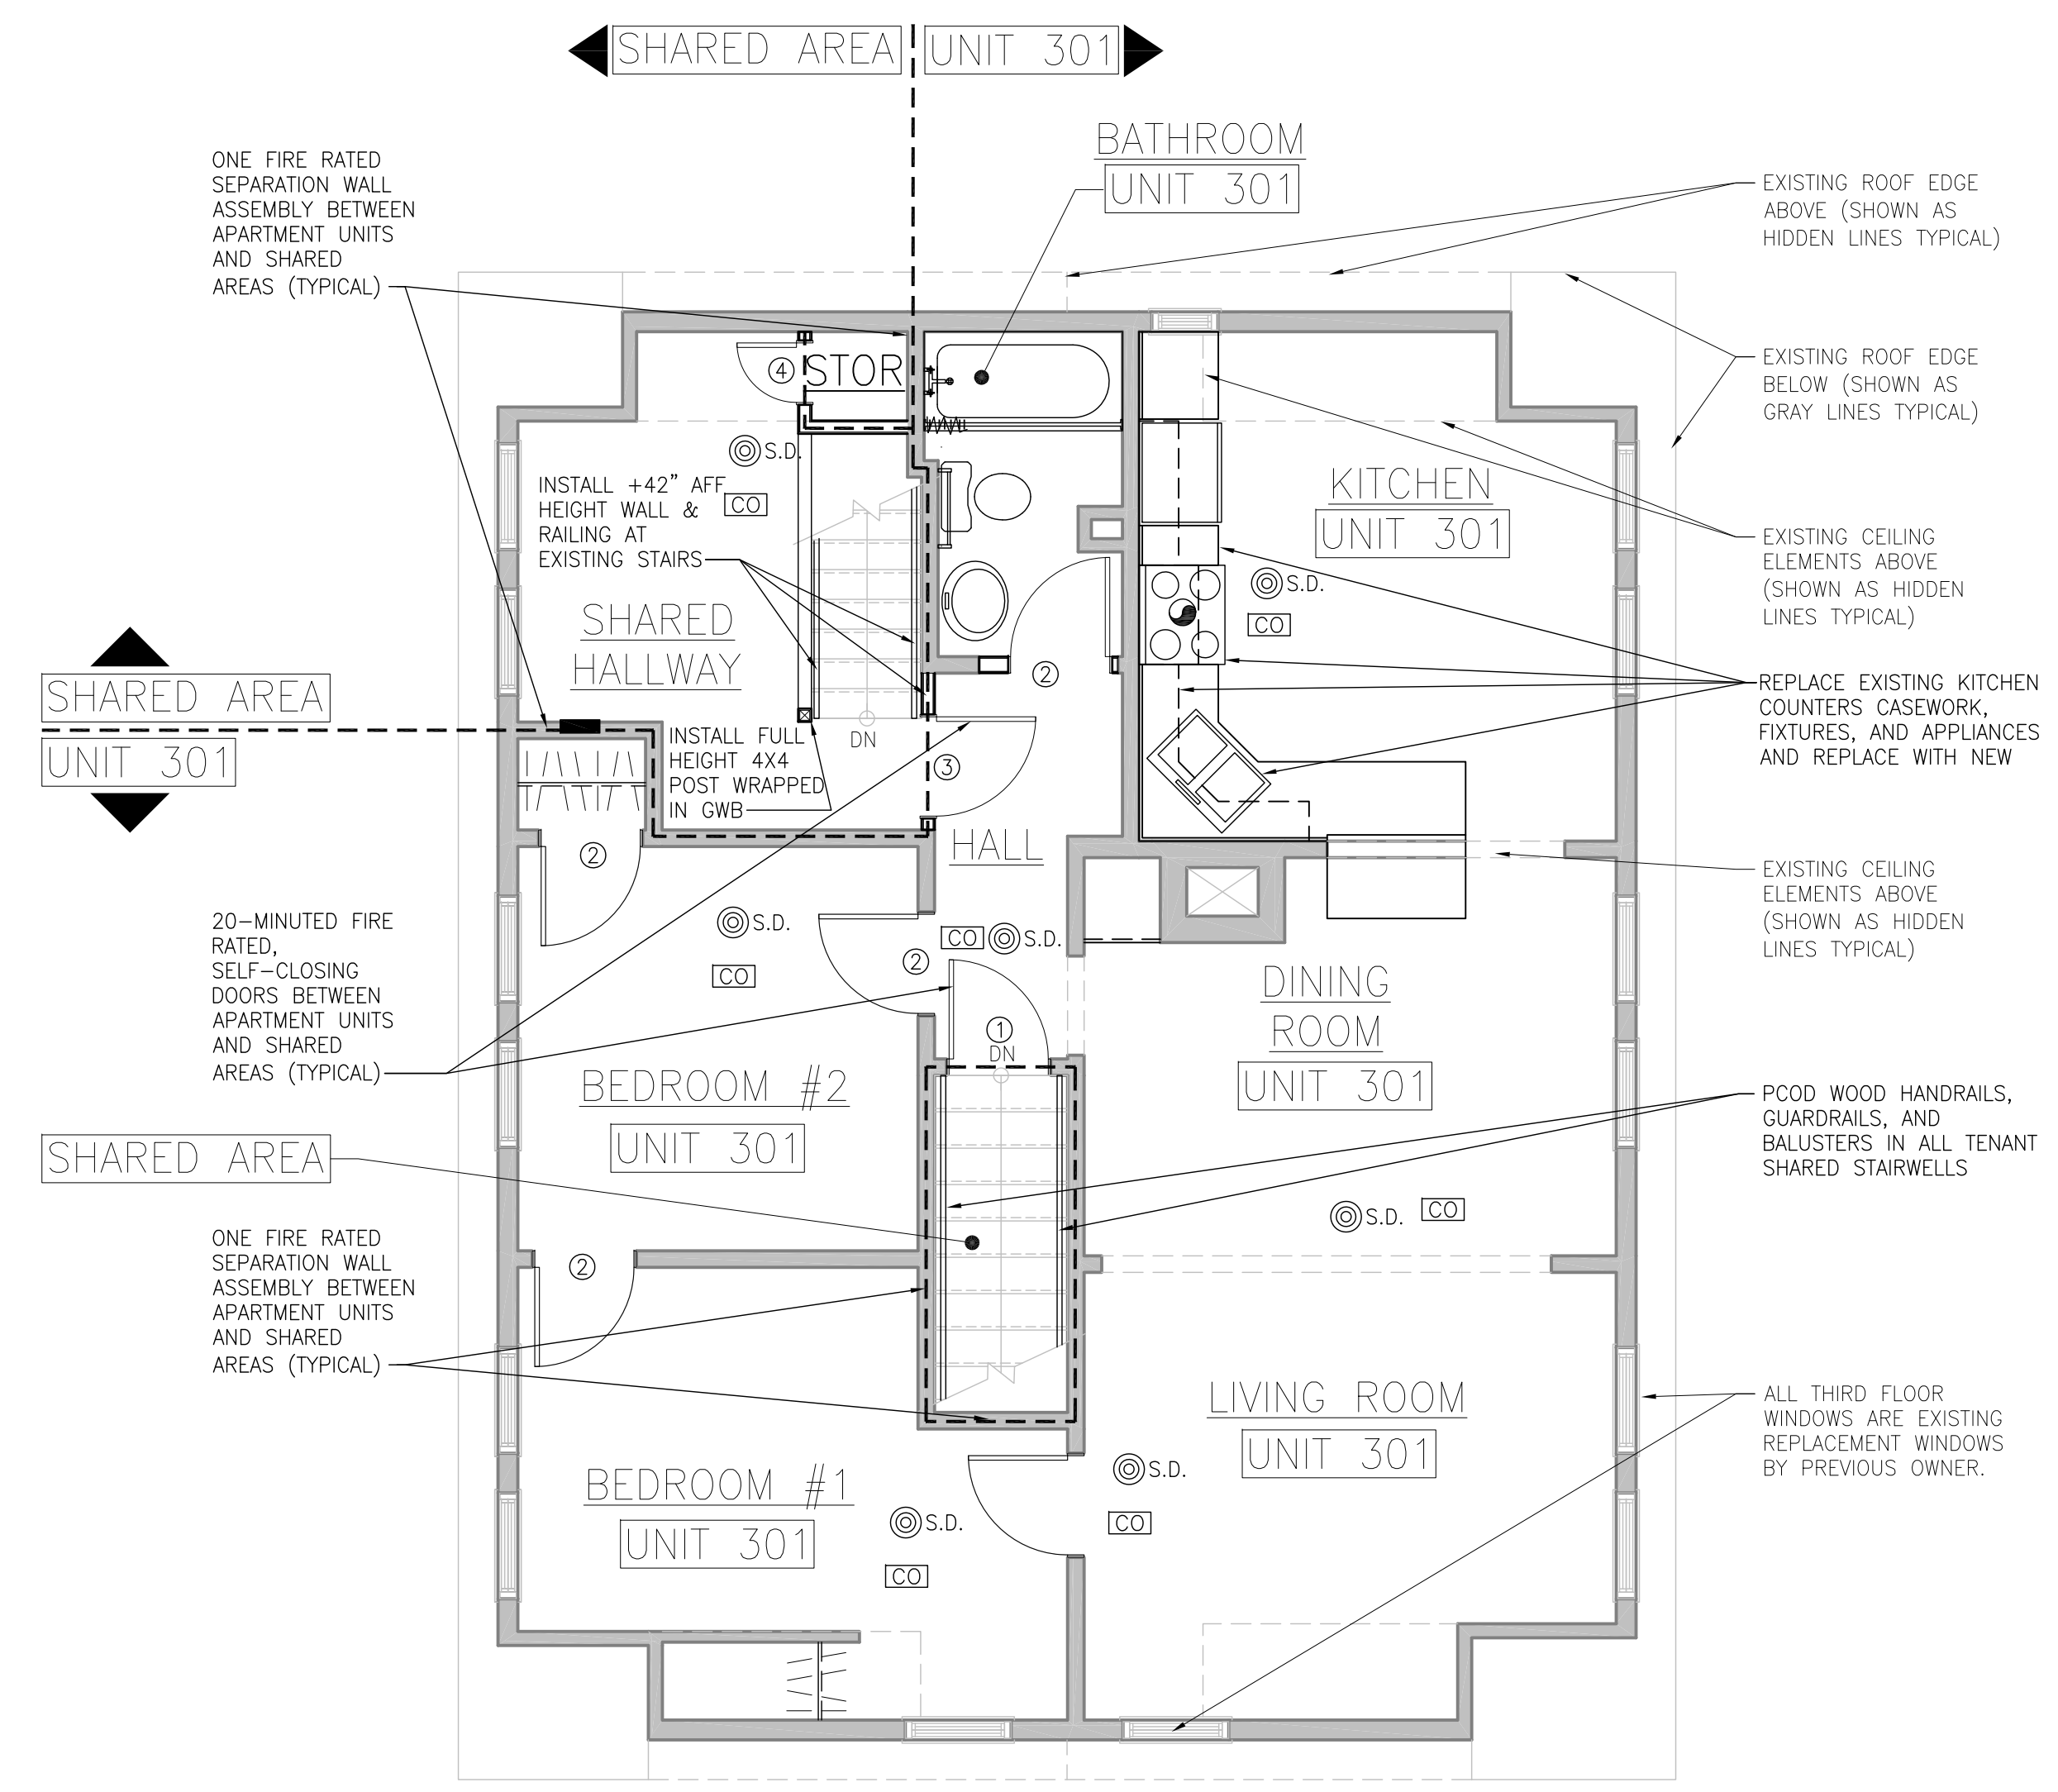 SHARED AREA
UNIT 301
BATHROOM
UNIT 301
ONE FIRE RATED
SEPARATION WALL
ASSEMBLY BETWEEN
APARTMENT UNITS
AND SHARED
AREAS (TYPICAL)
EXISTING ROOF EDGE
ABOVE (SHOWN AS
HIDDEN LINES TYPICAL)
EXISTING ROOF EDGE
BELOW (SHOWN AS
GRAY LINES TYPICAL)
4
STOR
S.D.
CO
INSTALL +42" AFF
HEIGHT WALL &
RAILING AT
EXISTING STAIRS
KITCHEN
UNIT 301
S.D.
CO
EXISTING CEILING
ELEMENTS ABOVE
(SHOWN AS HIDDEN
LINES TYPICAL)
SHARED
HALLWAY
2
SHARED AREA
UNIT 301
REPLACE EXISTING KITCHEN
COUNTERS CASEWORK,
FIXTURES, AND APPLIANCES
AND REPLACE WITH NEW
INSTALL FULL
HEIGHT 4X4
POST WRAPPED
IN GWB
DN
3
HALL
2
EXISTING CEILING
ELEMENTS ABOVE
(SHOWN AS HIDDEN
LINES TYPICAL)
20-MINUTED FIRE
RATED,
SELF-CLOSING
DOORS BETWEEN
APARTMENT UNITS
AND SHARED
AREAS (TYPICAL)
S.D.
CO
2
CO
S.D.
1
DN
DINING
ROOM
UNIT 301
BEDROOM #2
UNIT 301
PCOD WOOD HANDRAILS,
GUARDRAILS, AND
BALUSTERS IN ALL TENANT
SHARED STAIRWELLS
SHARED AREA
S.D.
CO
ONE FIRE RATED
SEPARATION WALL
ASSEMBLY BETWEEN
APARTMENT UNITS
AND SHARED
AREAS (TYPICAL)
2
LIVING ROOM
UNIT 301
ALL THIRD FLOOR
WINDOWS ARE EXISTING
REPLACEMENT WINDOWS
BY PREVIOUS OWNER.
BEDROOM #1
UNIT 301
S.D.
CO
S.D.
CO